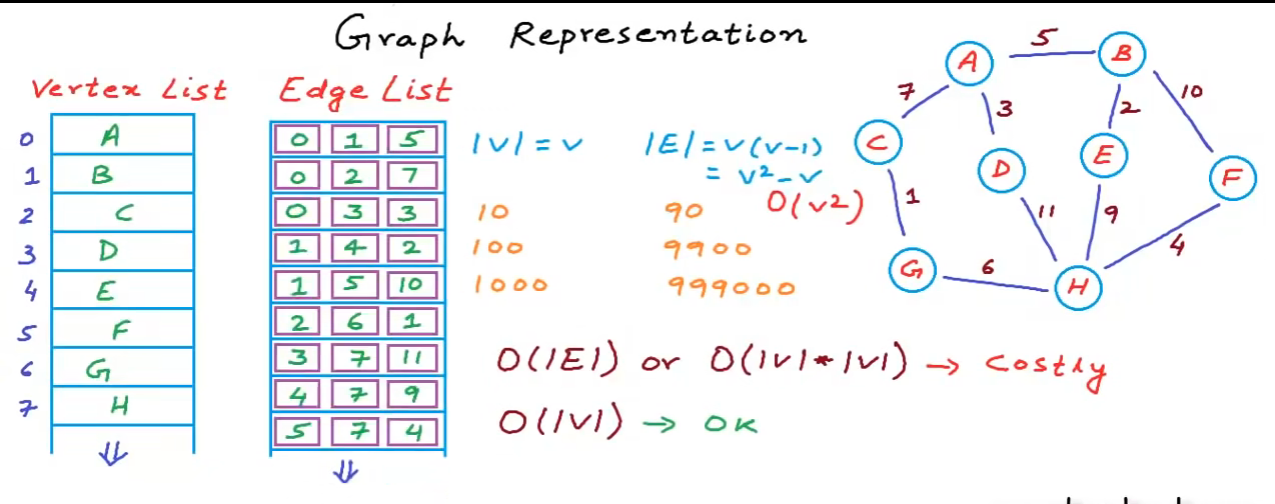 Graph Representation
Vertex List
0 A
1 B
2 C
3 D
4 E
5 F
6 G
7 H
Edge List
0 1 5
0 2 7
0 3 3
1 4 2
1 5 10
2 6 1
3 7 11
4 7 9
5 7 4
|V| = v |E| = v(v-1)
= v²-v
O(v²)
10 90
100 9900
1000 999000
O(|E|) or O(|V|*|V|) → Costly
O(|V|) → OK
A 5 B
7 3 2 10
C D E F
1 11 9 4
G 6 H